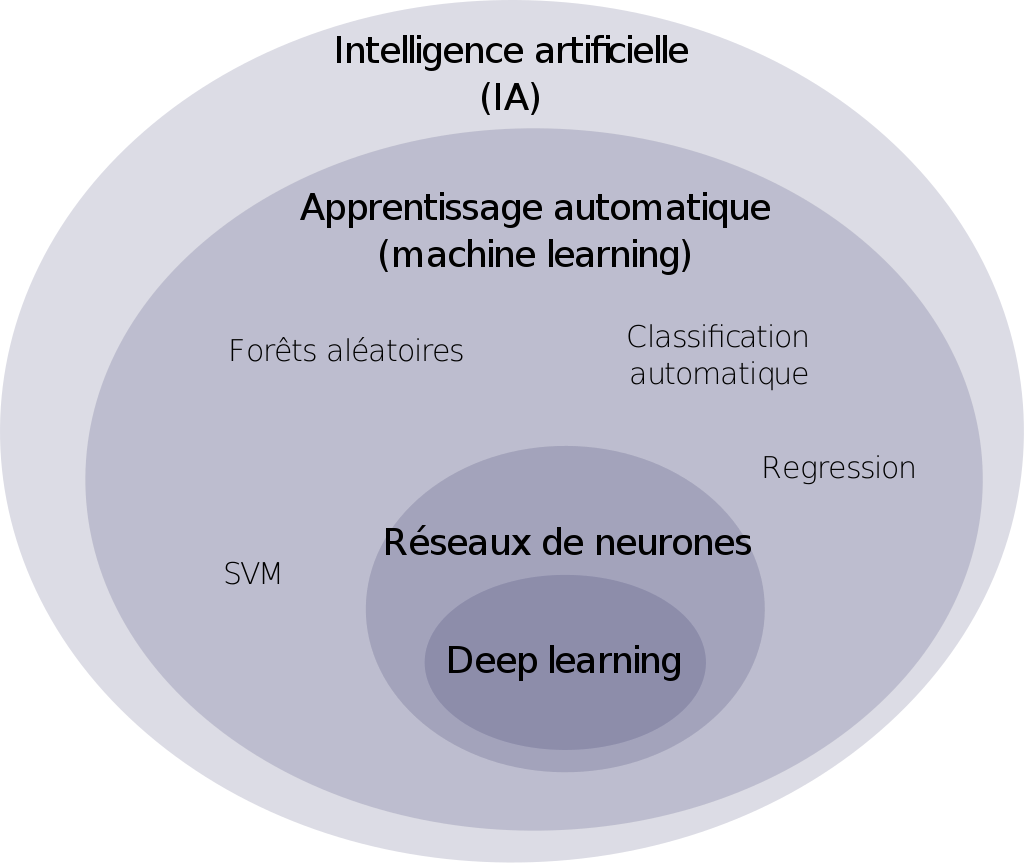 Intelligence artificielle
(IA)
Apprentissage automatique
(machine learning)
Forêts aléatoires
Classification
automatique
Regression
Réseaux de neurones
SVM
Deep learning